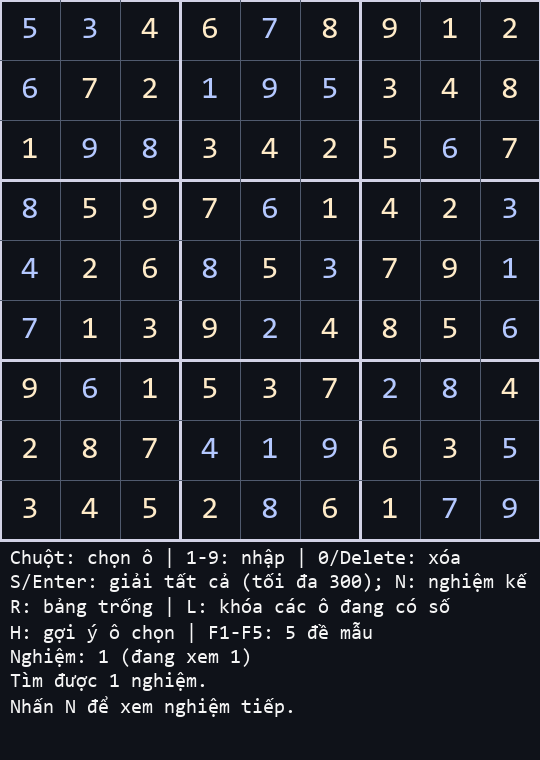 5 3 4 6 7 8 9 1 2
6 7 2 1 9 5 3 4 8
1 9 8 3 4 2 5 6 7
8 5 9 7 6 1 4 2 3
4 2 6 8 5 3 7 9 1
7 1 3 9 2 4 8 5 6
9 6 1 5 3 7 2 8 4
2 8 7 4 1 9 6 3 5
3 4 5 2 8 6 1 7 9
Chuột: chọn ô | 1-9: nhập | 0/Delete: xóa
S/Enter: giải tất cả (tối đa 300); N: nghiệm kế
R: bảng trống | L: khóa các ô đang có số
H: gợi ý ô chọn | F1-F5: 5 đề mẫu
Nghiệm: 1 (đang xem 1)
Tìm được 1 nghiệm.
Nhấn N để xem nghiệm tiếp.